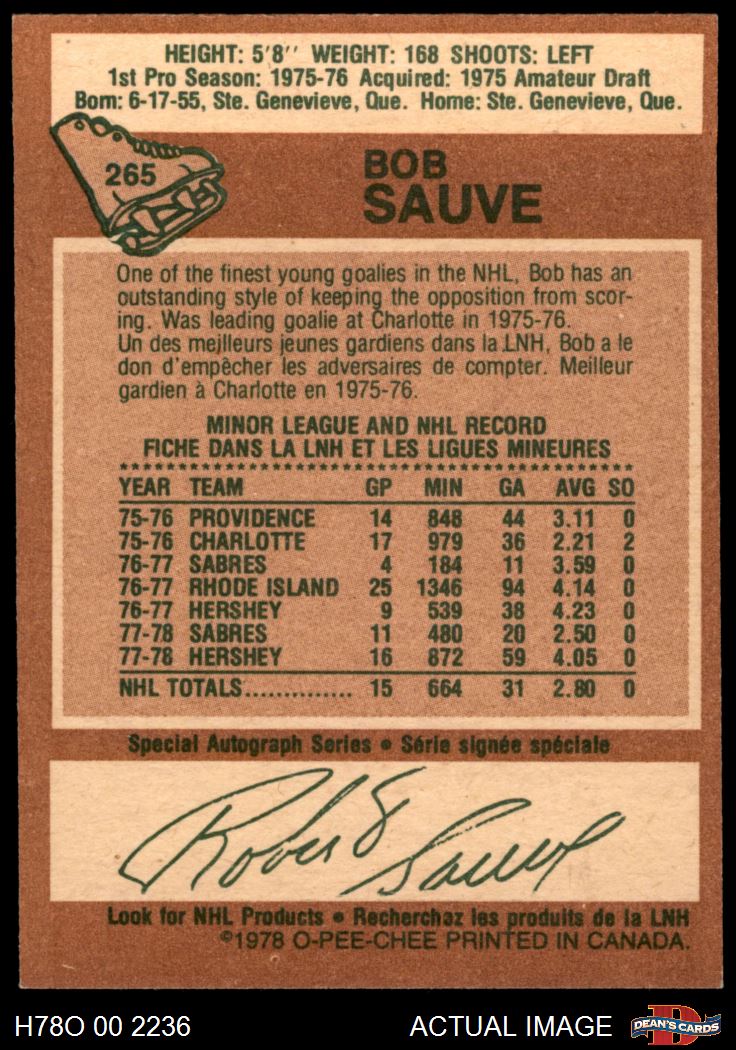 HEIGHT: 5'8'' WEIGHT: 168 SHOOTS: LEFT
1st Pro Season: 1975-76 Acquired: 1975 Amateur Draft
Born: 6-17-55, Ste. Genevieve, Que. Home: Ste. Genevieve, Que.
265
BOB
SAUVE
One of the finest young goalies in the NHL, Bob has an
outstanding style of keeping the opposition from scor-
ing. Was leading goalie at Charlotte in 1975-76.
Un des meilleurs jeunes gardiens dans la LNH, Bob a le
don d'empêcher les adversaires de compter. Meilleur
gardien à Charlotte en 1975-76.
MINOR LEAGUE AND NHL RECORD
FICHE DANS LA LNH ET LES LIGUES MINEURES
YEAR TEAM GP MIN GA AVG SO
75-76 PROVIDENCE 14 848 44 3.11 0
75-76 CHARLOTTE 17 979 36 2.21 2
76-77 SABRES 4 184 11 3.59 0
76-77 RHODE ISLAND 25 1346 94 4.14 0
76-77 HERSHEY 9 539 38 4.23 0
77-78 SABRES 11 480 20 2.50 0
77-78 HERSHEY 16 872 59 4.05 0
NHL TOTALS.............. 15 664 31 2.80 0
Special Autograph Series • Série signée spéciale
Robert Sauve
Look for NHL Products • Recherchez les produits de la LNH
©1978 O-PEE-CHEE PRINTED IN CANADA.
H78O 00 2236
ACTUAL IMAGE
D
DEAN'S CARDS